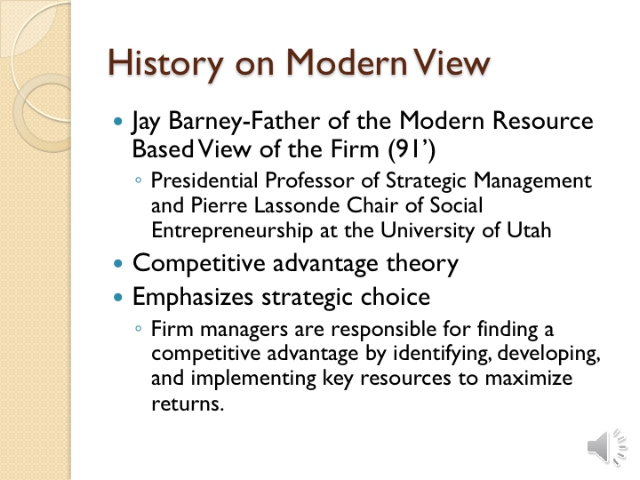 History on Modern View
• Jay Barney-Father of the Modern Resource
Based View of the Firm (91’)
◦ Presidential Professor of Strategic Management
and Pierre Lassonde Chair of Social
Entrepreneurship at the University of Utah
• Competitive advantage theory
• Emphasizes strategic choice
◦ Firm managers are responsible for finding a
competitive advantage by identifying, developing,
and implementing key resources to maximize
returns.